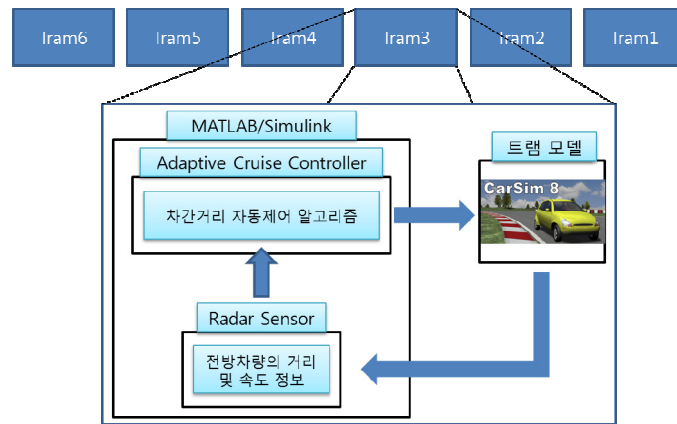 Iram6 Iram5 Iram4 Iram3 Iram2 Iram1
MATLAB/Simulink
트램 모델
Adaptive Cruise Controller
CarSim 8
차간거리 자동제어 알고리즘
Radar Sensor
전방차량의 거리
및 속도 정보